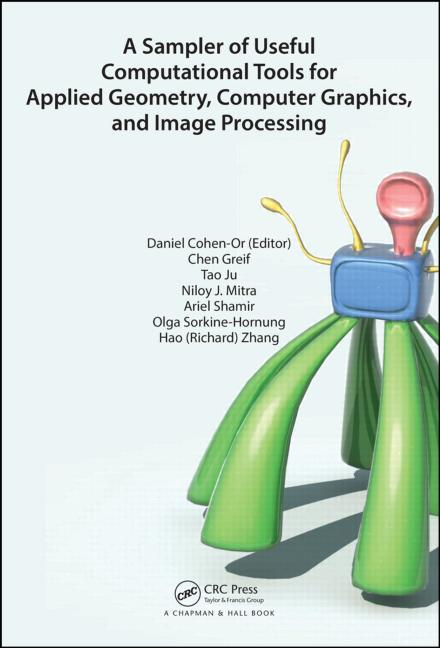 A Sampler of Useful
Computational Tools for
Applied Geometry, Computer Graphics,
and Image Processing
Daniel Cohen-Or (Editor)
Chen Greif
Tao Ju
Niloy J. Mitra
Ariel Shamir
Olga Sorkine-Hornung
Hao (Richard) Zhang
CRC
CRC Press
Taylor & Francis Group
A CHAPMAN & HALL BOOK